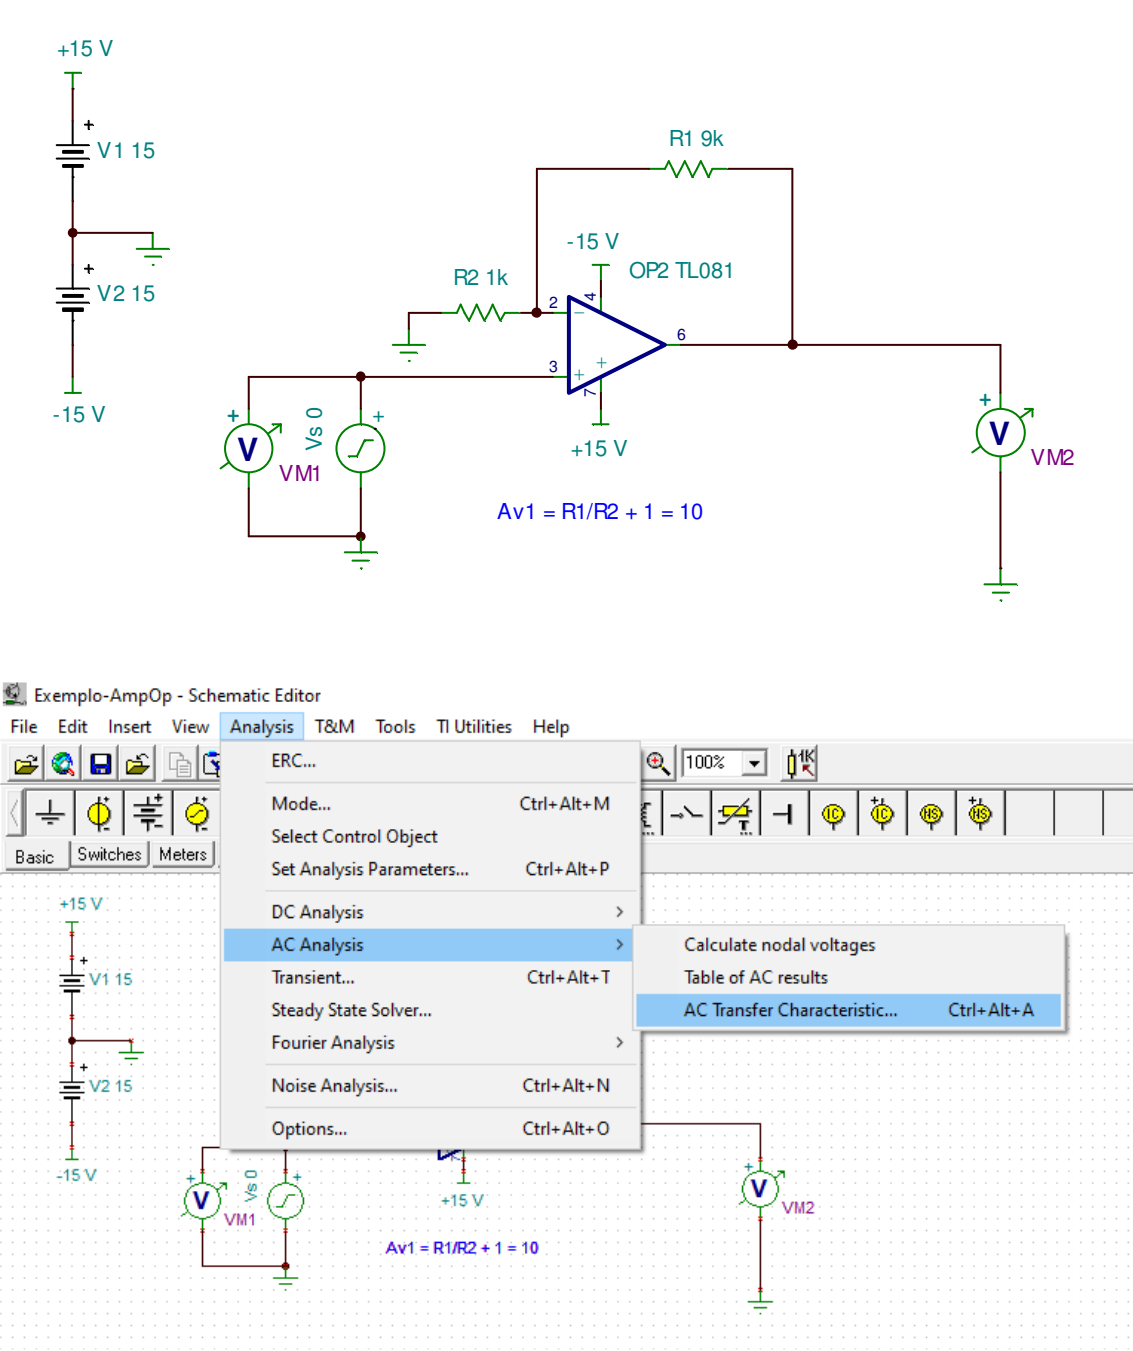 +15 V
+
V1 15
+
V2 15
-15 V
R1 9k
-15 V
OP2 TL081
R2 1k
2
4
6
3
7
+15 V
+
Vs 0
+
V
VM1
+
V
VM2
Av1 = R1/R2 + 1 = 10
Exemplo-AmpOp - Schematic Editor
File Edit Insert View Analysis T&M Tools TI Utilities Help
100%
1K
IC IC NS NS
Basic Switches Meters
ERC...
Mode... Ctrl+Alt+M
Select Control Object
Set Analysis Parameters... Ctrl+Alt+P
DC Analysis
AC Analysis
Transient... Ctrl+Alt+T
Steady State Solver...
Fourier Analysis
Noise Analysis... Ctrl+Alt+N
Options... Ctrl+Alt+O
Calculate nodal voltages
Table of AC results
AC Transfer Characteristic... Ctrl+Alt+A
+15 V
+
V1 15
+
V2 15
-15 V
+
V
VM1
Vs 0
+
+15 V
+
V
VM2
Av1 = R1/R2 + 1 = 10